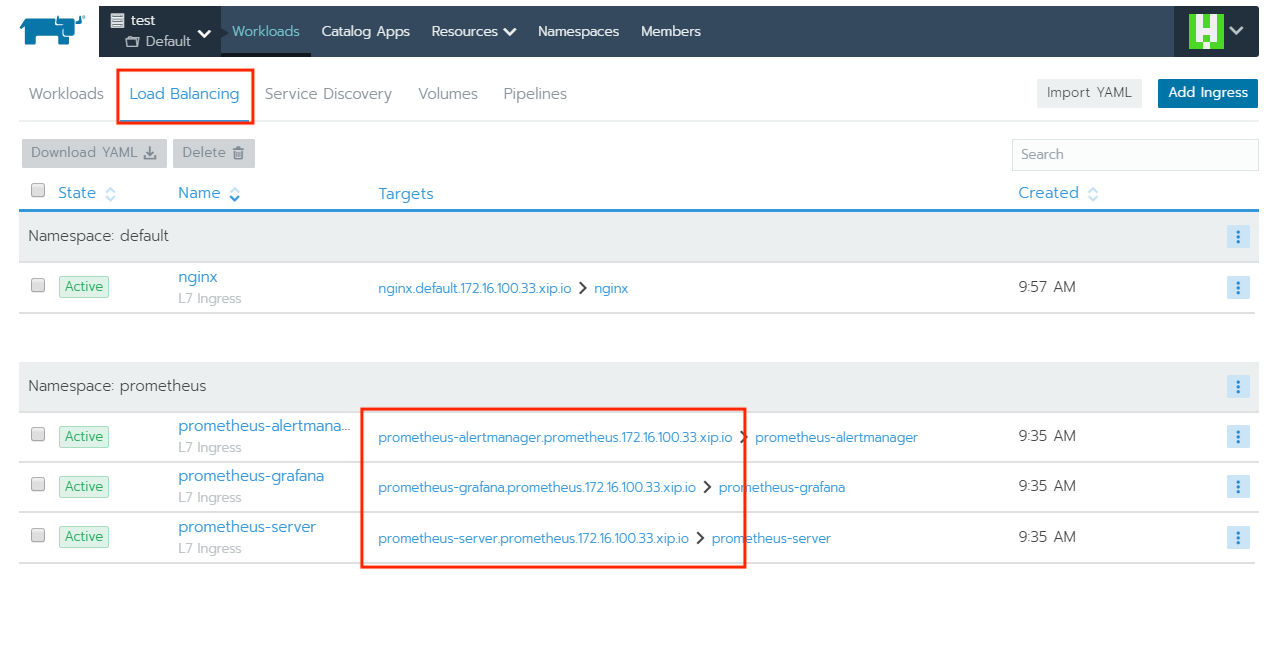 test
Default
Workloads Catalog Apps Resources Namespaces Members
Workloads Load Balancing Service Discovery Volumes Pipelines Import YAML Add Ingress
Download YAML Delete Search
State Name Targets Created
Namespace: default
Active nginx nginx.default.172.16.100.33.xip.io nginx 9:57 AM
L7 Ingress
Namespace: prometheus
Active prometheus-alertmana... prometheus-alertmanager.prometheus.172.16.100.33.xip.io prometheus-alertmanager 9:35 AM
L7 Ingress
Active prometheus-grafana prometheus-grafana.prometheus.172.16.100.33.xip.io prometheus-grafana 9:35 AM
L7 Ingress
Active prometheus-server prometheus-server.prometheus.172.16.100.33.xip.io prometheus-server 9:35 AM
L7 Ingress